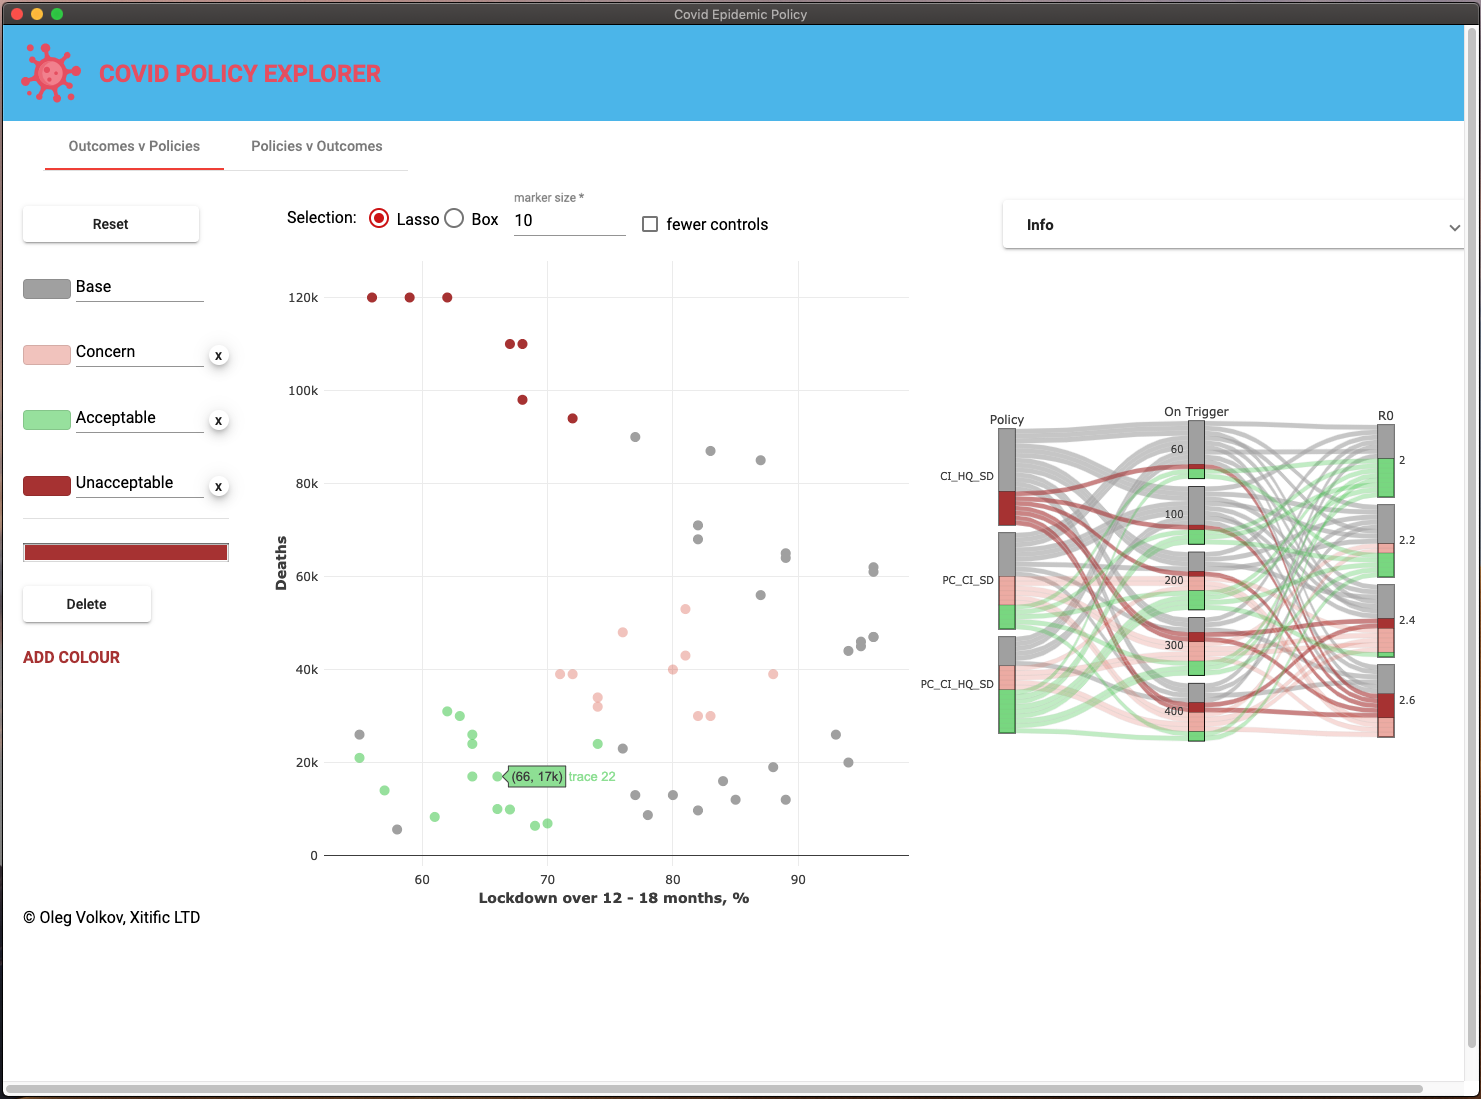 Covid Epidemic Policy
COVID POLICY EXPLORER
Outcomes v Policies
Policies v Outcomes
Reset
Selection:
Lasso
Box
marker size *
10
fewer controls
Info
Base
Concern
x
Acceptable
x
Unacceptable
x
Delete
ADD COLOUR
© Oleg Volkov, Xitific LTD
Deaths
120k
100k
80k
60k
40k
20k
0
(66, 17k)
trace 22
60
70
80
90
Lockdown over 12 - 18 months, %
Policy
On Trigger
R0
CI_HQ_SD
PC_CI_SD
PC_CI_HQ_SD
60
100
200
300
400
2
2.2
2.4
2.6